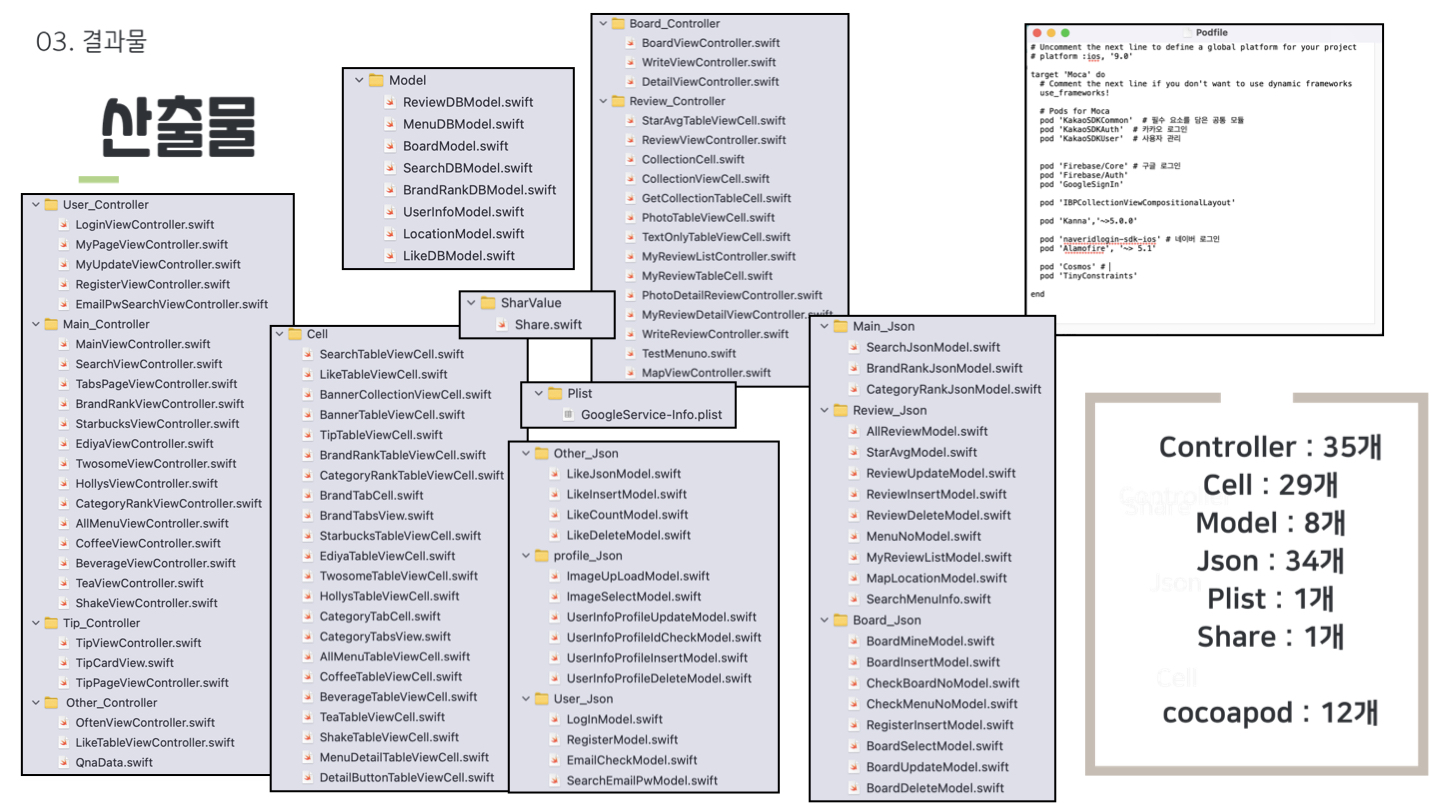 03. 결과물
산출물
User_Controller
LoginViewController.swift
MyPageViewController.swift
MyUpdateViewController.swift
RegisterViewController.swift
EmailPwSearchViewController.swift
Main_Controller
MainViewController.swift
SearchViewController.swift
TabsPageViewController.swift
BrandRankViewController.swift
StarbucksViewController.swift
EdiyaViewController.swift
TwosomeViewController.swift
HollysViewController.swift
CategoryRankViewController.swift
AllMenuViewController.swift
CoffeeViewController.swift
BeverageViewController.swift
TeaViewController.swift
ShakeViewController.swift
Tip_Controller
TipViewController.swift
TipCardView.swift
TipPageViewController.swift
Other_Controller
OftenViewController.swift
LikeTableViewController.swift
QnaData.swift
Model
ReviewDBModel.swift
MenuDBModel.swift
BoardModel.swift
SearchDBModel.swift
BrandRankDBModel.swift
UserInfoModel.swift
LocationModel.swift
LikeDBModel.swift
Cell
SearchTableViewCell.swift
LikeTableViewCell.swift
BannerCollectionViewCell.swift
BannerTableViewCell.swift
TipTableViewCell.swift
BrandRankTableViewCell.swift
CategoryRankTableViewCell.swift
BrandTabCell.swift
BrandTabsView.swift
StarbucksTableViewCell.swift
EdiyaTableViewCell.swift
TwosomeTableViewCell.swift
HollysTableViewCell.swift
CategoryTabCell.swift
CategoryTabsView.swift
AllMenuTableViewCell.swift
CoffeeTableViewCell.swift
BeverageTableViewCell.swift
TeaTableViewCell.swift
ShakeTableViewCell.swift
MenuDetailTableViewCell.swift
DetailButtonTableViewCell.swift
SharValue
Share.swift
Board_Controller
BoardViewController.swift
WriteViewController.swift
DetailViewController.swift
Review_Controller
StarAvgTableViewCell.swift
ReviewViewController.swift
CollectionCell.swift
CollectionViewCell.swift
GetCollectionTableCell.swift
PhotoTableViewCell.swift
TextOnlyTableViewCell.swift
MyReviewListController.swift
MyReviewTableCell.swift
PhotoDetailReviewController.swift
MyReviewDetailViewController.swift
WriteReviewController.swift
TestMenuno.swift
MapViewController.swift
Plist
GoogleService-Info.plist
Other_Json
LikeJsonModel.swift
LikeInsertModel.swift
LikeCountModel.swift
LikeDeleteModel.swift
profile_Json
ImageUpLoadModel.swift
ImageSelectModel.swift
UserInfoProfileUpdateModel.swift
UserInfoProfileIdCheckModel.swift
UserInfoProfileInsertModel.swift
UserInfoProfileDeleteModel.swift
User_Json
LogInModel.swift
RegisterModel.swift
EmailCheckModel.swift
SearchEmailPwModel.swift
Main_Json
SearchJsonModel.swift
BrandRankJsonModel.swift
CategoryRankJsonModel.swift
Review_Json
AllReviewModel.swift
StarAvgModel.swift
ReviewUpdateModel.swift
ReviewInsertModel.swift
ReviewDeleteModel.swift
MenuNoModel.swift
MyReviewListModel.swift
MapLocationModel.swift
SearchMenuInfo.swift
Board_Json
BoardMineModel.swift
BoardInsertModel.swift
CheckBoardNoModel.swift
CheckMenuNoModel.swift
RegisterInsertModel.swift
BoardSelectModel.swift
BoardUpdateModel.swift
BoardDeleteModel.swift
Podfile
# Uncomment the next line to define a global platform for your project
# platform :ios, '9.0'
target 'Moca' do
# Comment the next line if you don't want to use dynamic frameworks
use_frameworks!
# Pods for Moca
pod 'KakaoSDKCommon' # 필수 요소를 담은 공통 모듈
pod 'KakaoSDKAuth' # 카카오 로그인
pod 'KakaoSDKUser' # 사용자 관리
pod 'Firebase/Core' # 구글 로그인
pod 'Firebase/Auth'
pod 'GoogleSignIn'
pod 'IBPCollectionViewCompositionalLayout'
pod 'Kanna','~>5.0.0'
pod 'naveridlogin-sdk-ios' # 네이버 로그인
pod 'Alamofire', '~> 5.1'
pod 'Cosmos' #
pod 'TinyConstraints'
end
Controller : 35개
Cell : 29개
Model : 8개
Json : 34개
Plist : 1개
Share : 1개
cocoapod : 12개
Controller
Share
Json
Cell